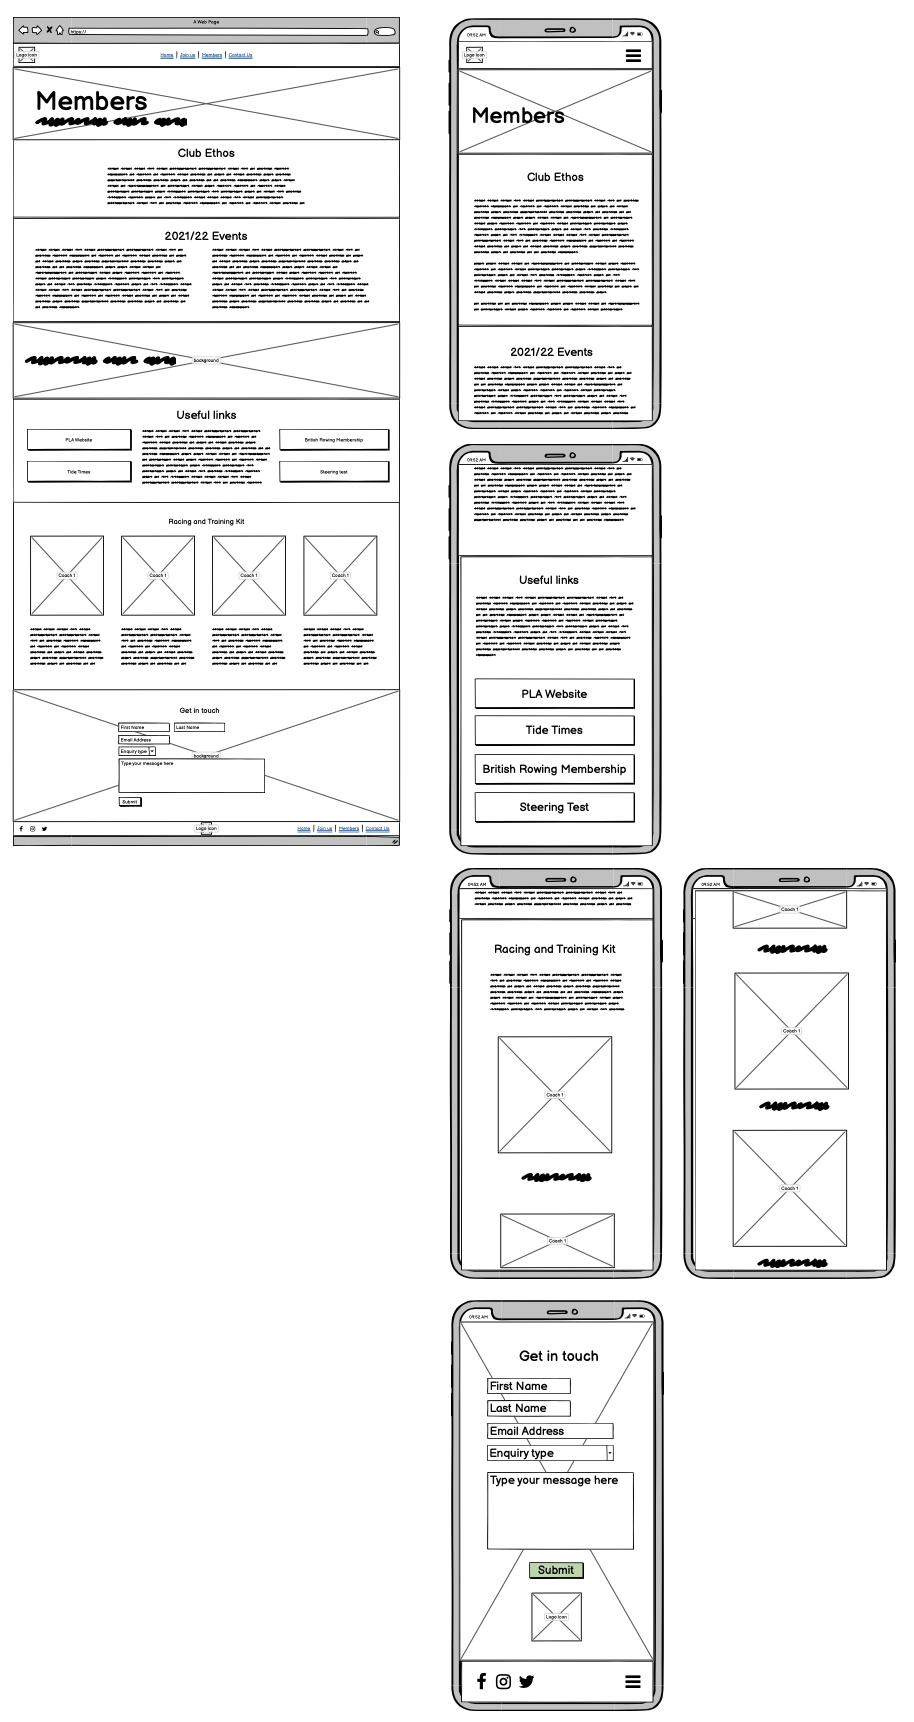 A Web Page
https://
Logo Icon
Home | Join us | Members | Contact Us
Members
Club Ethos
2021/22 Events
background
Useful links
PLA Website
British Rowing Membership
Tide Times
Steering test
Racing and Training Kit
Coach 1
Coach 1
Coach 1
Coach 1
Get in touch
First Name
Last Name
Email Address
Enquiry type
background
Type your message here
Submit
Logo Icon
Home | Join us | Members | Contact Us
09:52 AM
Logo Icon
Members
Club Ethos
2021/22 Events
09:52 AM
Useful links
PLA Website
Tide Times
British Rowing Membership
Steering Test
09:52 AM
Racing and Training Kit
Coach 1
Coach 1
09:52 AM
Coach 1
Coach 1
Coach 1
09:52 AM
Get in touch
First Name
Last Name
Email Address
Enquiry type
Type your message here
Submit
Logo Icon